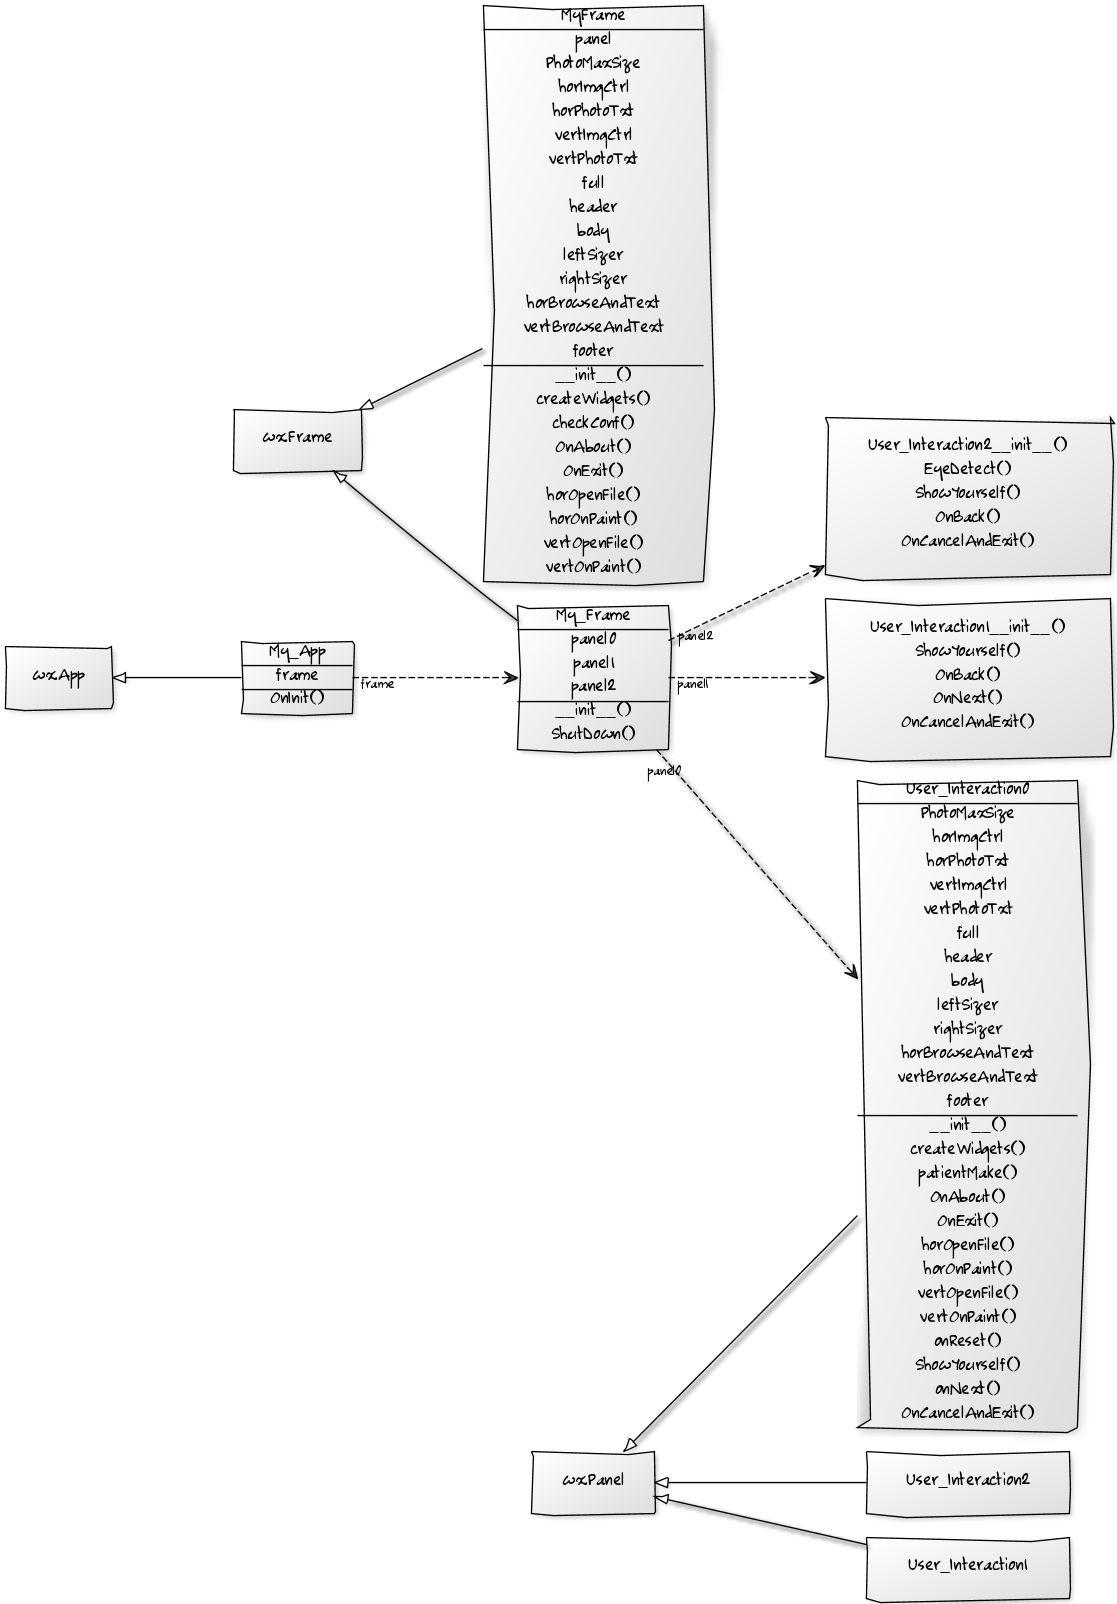 MyFrame
panel
PhotoMaxSize
horImgCtrl
horPhotoTxt
vertImgCtrl
vertPhotoTxt
full
header
body
leftSizer
rightSizer
horBrowseAndText
vertBrowseAndText
footer
__init__()
createWidgets()
checkConf()
OnAbout()
OnExit()
horOpenFile()
horOnPaint()
vertOpenFile()
vertOnPaint()
wxFrame
User_Interaction2__init__()
EyeDetect()
ShowYourself()
OnBack()
OnCancelAndExit()
My_Frame
panel0
panel1
panel2
__init__()
ShutDown()
panel2
panel1
panel0
wxApp
My_App
frame
OnInit()
frame
User_Interaction1__init__()
ShowYourself()
OnBack()
OnNext()
OnCancelAndExit()
User_Interaction0
PhotoMaxSize
horImgCtrl
horPhotoTxt
vertImgCtrl
vertPhotoTxt
full
header
body
leftSizer
rightSizer
horBrowseAndText
vertBrowseAndText
footer
__init__()
createWidgets()
patientMake()
OnAbout()
OnExit()
horOpenFile()
horOnPaint()
vertOpenFile()
vertOnPaint()
onReset()
ShowYourself()
onNext()
OnCancelAndExit()
wxPanel
User_Interaction2
User_Interaction1